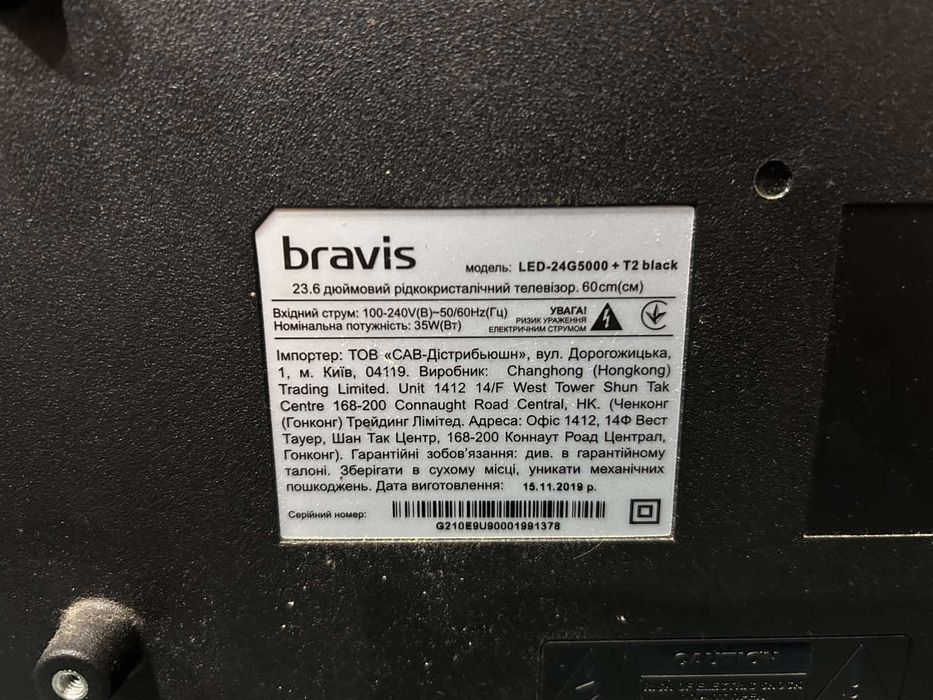 bravis
модель: LED-24G5000 + T2 black
23.6 дюймовий рідкокристалічний телевізор. 60cm(см)
Вхідний струм: 100-240V(В)~50/60Hz(Гц)
Номінальна потужність: 35W(Вт)
УВАГА!
РИЗИК УРАЖЕННЯ
ЕЛЕКТРИЧНИМ СТРУМОМ
Імпортер: ТОВ «САВ-Дістрибьюшн», вул. Дорогожицька,
1, м. Київ, 04119. Виробник: Changhong (Hongkong)
Trading Limited. Unit 1412 14/F West Tower Shun Tak
Centre 168-200 Connaught Road Central, HK. (Ченконг
(Гонконг) Трейдинг Лімітед. Адреса: Офіс 1412, 14Ф Вест
Тауер, Шан Так Центр, 168-200 Коннаут Роад Централ,
Гонконг). Гарантійні зобов'язання: див. в гарантійному
талоні. Зберігати в сухому місці, уникати механічних
пошкоджень. Дата виготовлення: 15.11.2019 р.
Серійний номер:
G210E9U90001991378
CAUTION